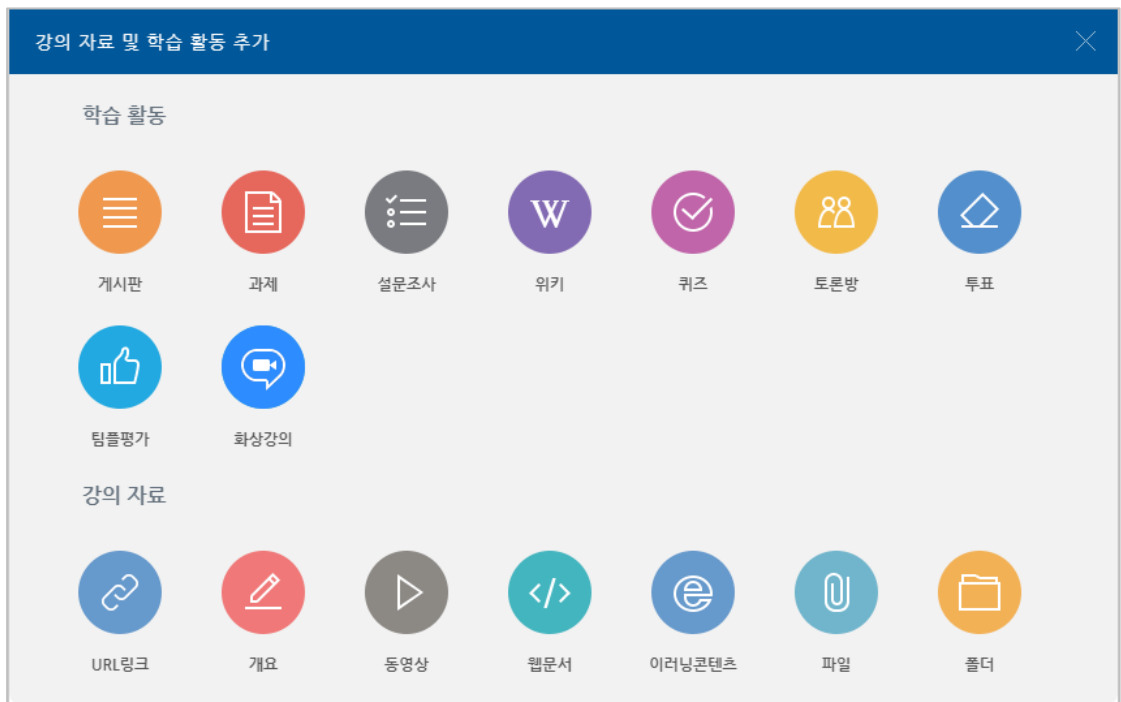 강의 자료 및 학습 활동 추가
학습 활동
게시판 과제 설문조사 위키 퀴즈 토론방 투표
팀플평가 화상강의
강의 자료
URL링크 개요 동영상 웹문서 이러닝콘텐츠 파일 폴더